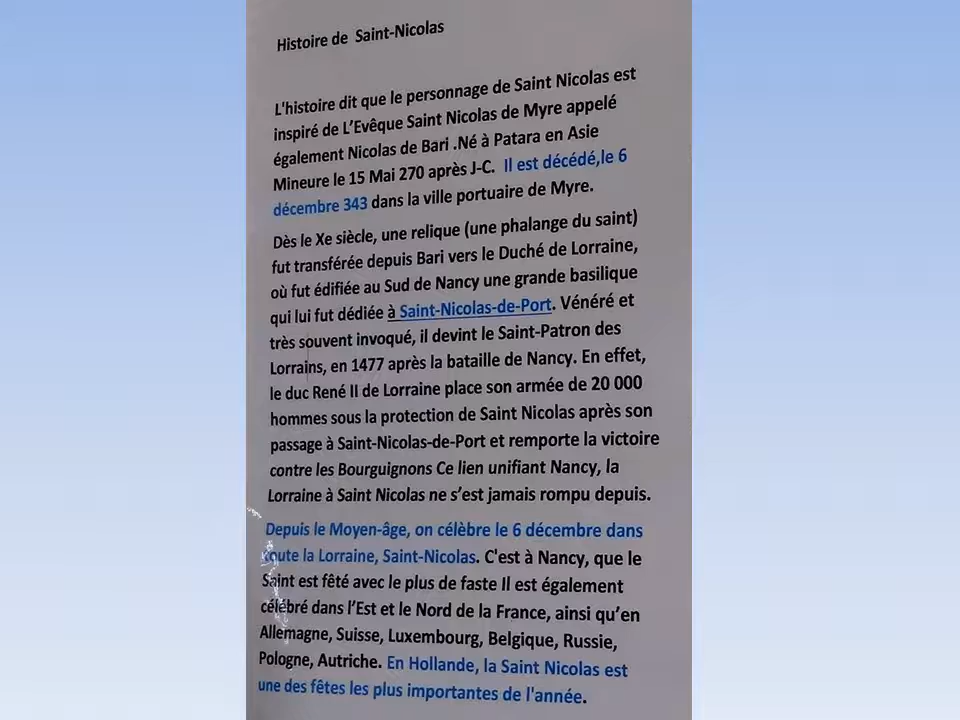 Histoire de Saint-Nicolas
L'histoire dit que le personnage de Saint Nicolas est
inspiré de L'Evêque Saint Nicolas de Myre appelé
également Nicolas de Bari .Né à Patara en Asie
Mineure le 15 Mai 270 après J-C. Il est décédé,le 6
décembre 343 dans la ville portuaire de Myre.
Dès le Xe siècle, une relique (une phalange du saint)
fut transférée depuis Bari vers le Duché de Lorraine,
où fut édifiée au Sud de Nancy une grande basilique
qui lui fut dédiée à Saint-Nicolas-de-Port. Vénéré et
très souvent invoqué, il devint le Saint-Patron des
Lorrains, en 1477 après la bataille de Nancy. En effet,
le duc René II de Lorraine place son armée de 20 000
hommes sous la protection de Saint Nicolas après son
passage à Saint-Nicolas-de-Port et remporte la victoire
contre les Bourguignons Ce lien unifiant Nancy, la
Lorraine à Saint Nicolas ne s'est jamais rompu depuis.
Depuis le Moyen-âge, on célèbre le 6 décembre dans
toute la Lorraine, Saint-Nicolas. C'est à Nancy, que le
Saint est fêté avec le plus de faste Il est également
célébré dans l'Est et le Nord de la France, ainsi qu'en
Allemagne, Suisse, Luxembourg, Belgique, Russie,
Pologne, Autriche. En Hollande, la Saint Nicolas est
une des fêtes les plus importantes de l'année.